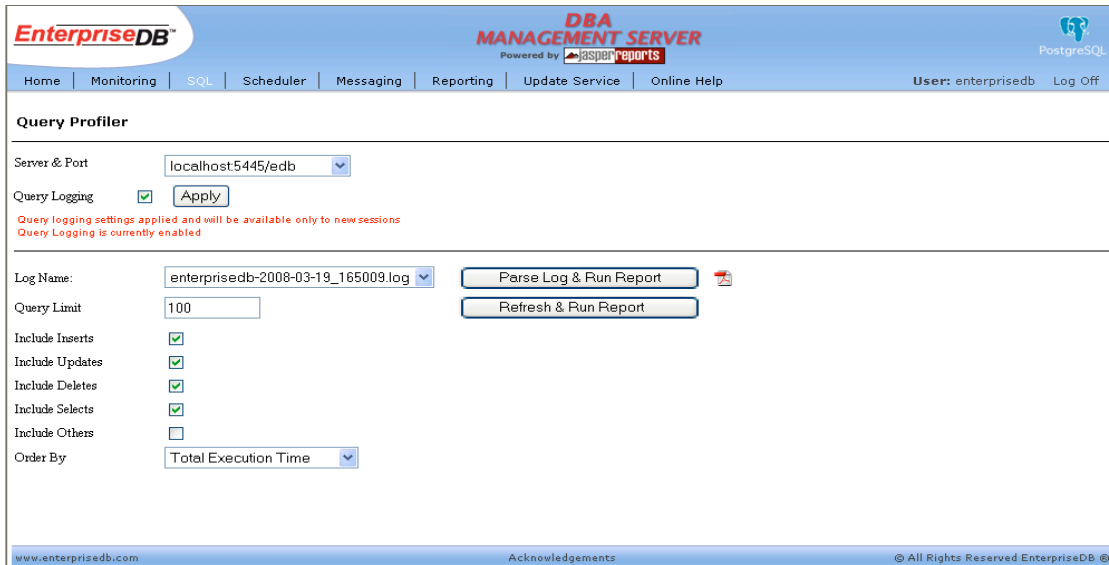 EnterpriseDB™
DBA
MANAGEMENT SERVER
Powered by jasperreports
PostgreSQL
Home | Monitoring | SQL | Scheduler | Messaging | Reporting | Update Service | Online Help User: enterprisedb Log Off
Query Profiler
Server & Port localhost:5445/edb
Query Logging Apply
Query logging settings applied and will be available only to new sessions
Query Logging is currently enabled
Log Name: enterprisedb-2008-03-19_165009.log Parse Log & Run Report
Query Limit 100 Refresh & Run Report
Include Inserts
Include Updates
Include Deletes
Include Selects
Include Others
Order By Total Execution Time
www.enterprisedb.com Acknowledgements © All Rights Reserved EnterpriseDB ®